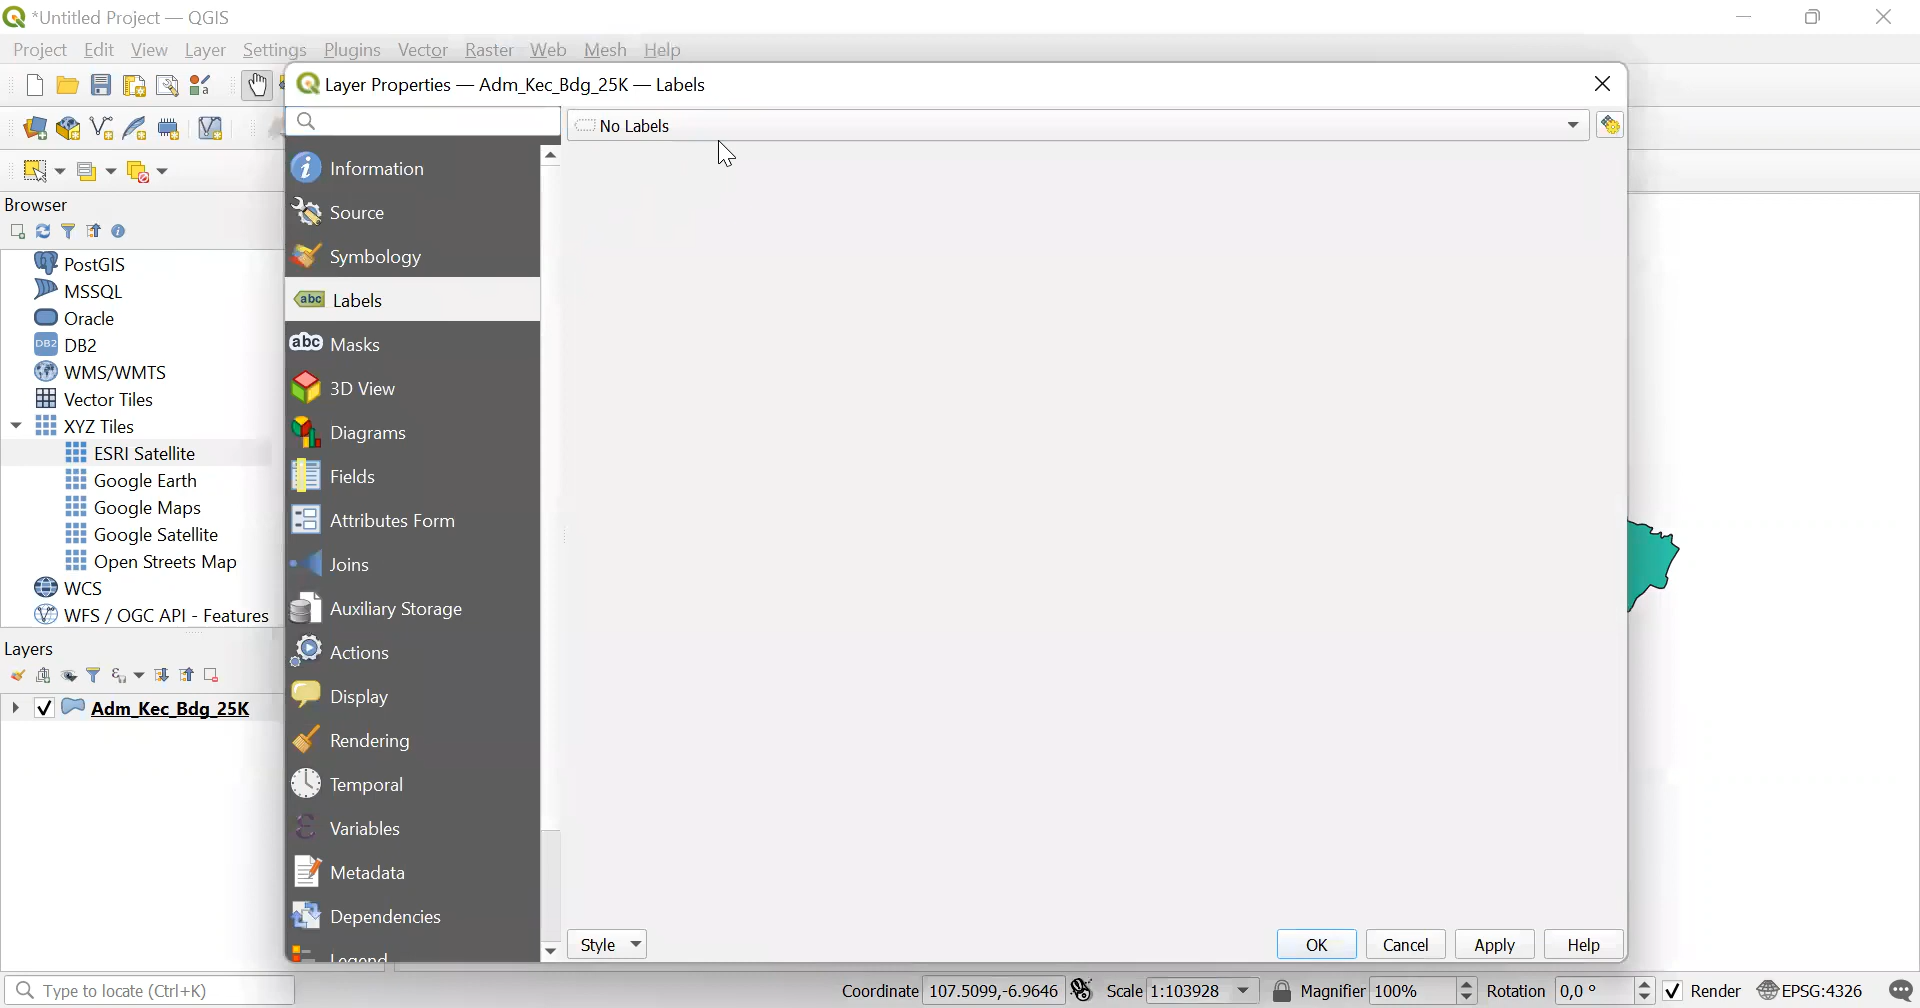 *Untitled Project — QGIS
Project Edit View Layer Settings Plugins Vector Raster Web Mesh Help
Layer Properties — Adm_Kec_Bdg_25K — Labels
No Labels
Information
Source
Symbology
abc Labels
abc Masks
3D View
Diagrams
Fields
Attributes Form
Joins
Auxiliary Storage
Actions
Display
Rendering
Temporal
Variables
Metadata
Dependencies
Legend
Style
OK Cancel Apply Help
Browser
PostGIS
MSSQL
Oracle
DB2 DB2
WMS/WMTS
Vector Tiles
XYZ Tiles
ESRI Satellite
Google Earth
Google Maps
Google Satellite
Open Streets Map
WCS
WFS / OGC API - Features
Layers
Adm_Kec_Bdg_25K
Type to locate (Ctrl+K)
Coordinate 107.5099,-6.9646 Scale 1:103928 Magnifier 100% Rotation 0,0 ° Render EPSG:4326